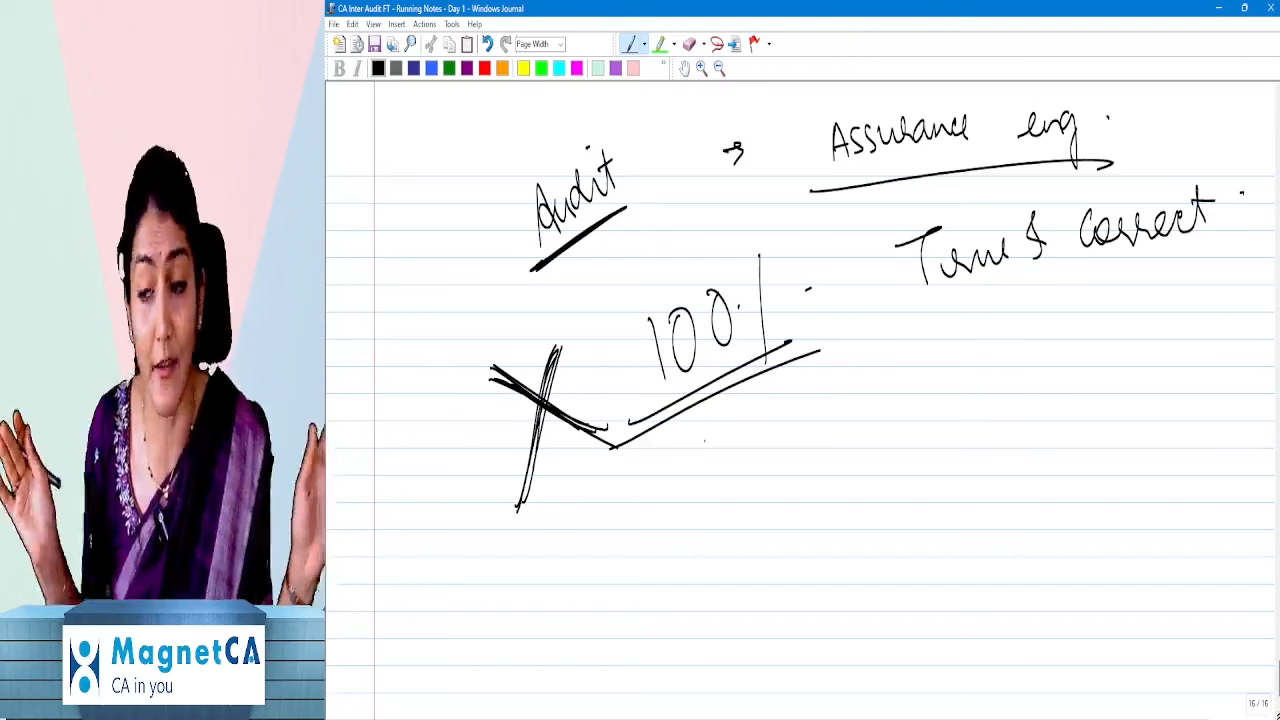 CA Inter Audit FT - Running Notes - Day 1 - Windows Journal
File Edit View Insert Actions Tools Help
Page Width
B I
Audit → Assurance eng.
True & Correct.
100%.
MagnetCA
CA in you
16 / 16